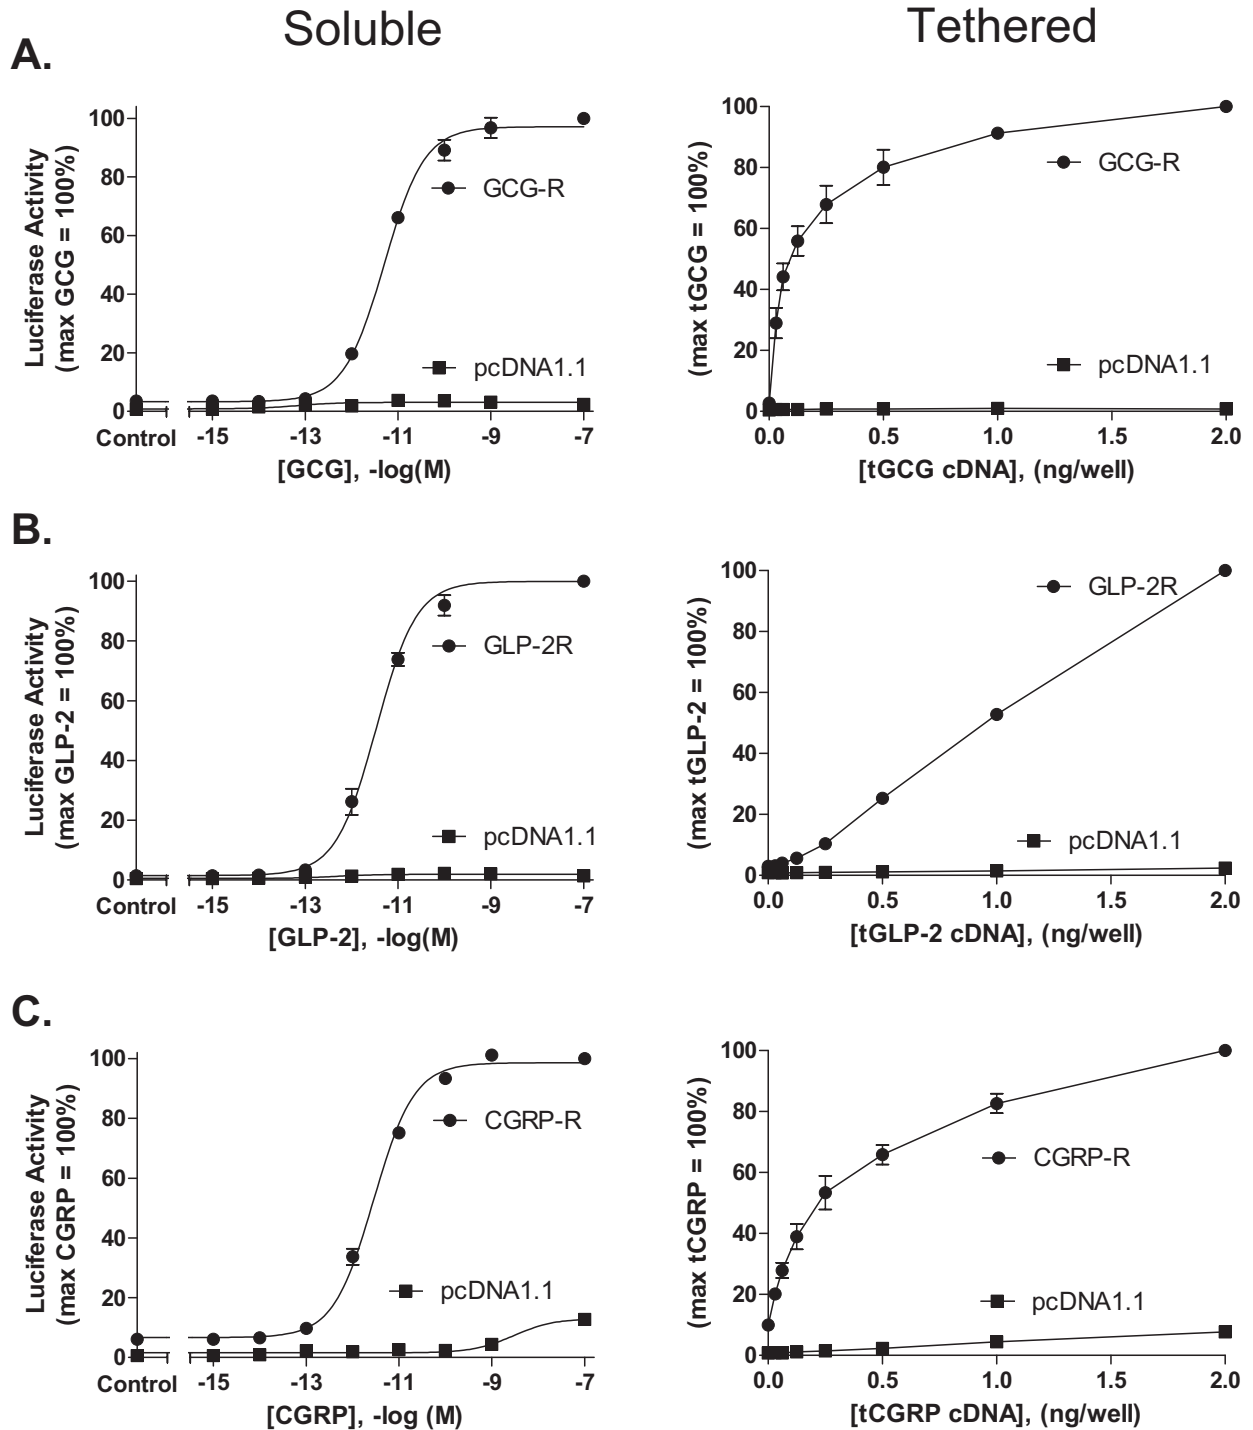 Soluble
Tethered
A.
Luciferase Activity
(max GCG = 100%)
100
80
60
40
20
0
GCG-R
pcDNA1.1
Control -15 -13 -11 -9 -7
[GCG], -log(M)
(max tGCG = 100%)
100
80
60
40
20
0
GCG-R
pcDNA1.1
0.0 0.5 1.0 1.5 2.0
[tGCG cDNA], (ng/well)
B.
Luciferase Activity
(max GLP-2 = 100%)
100
80
60
40
20
0
GLP-2R
pcDNA1.1
Control -15 -13 -11 -9 -7
[GLP-2], -log(M)
(max tGLP-2 = 100%)
100
80
60
40
20
0
GLP-2R
pcDNA1.1
0.0 0.5 1.0 1.5 2.0
[tGLP-2 cDNA], (ng/well)
C.
Luciferase Activity
(max CGRP = 100%)
100
80
60
40
20
0
CGRP-R
pcDNA1.1
Control -15 -13 -11 -9 -7
[CGRP], -log (M)
(max tCGRP = 100%)
100
80
60
40
20
0
CGRP-R
pcDNA1.1
0.0 0.5 1.0 1.5 2.0
[tCGRP cDNA], (ng/well)